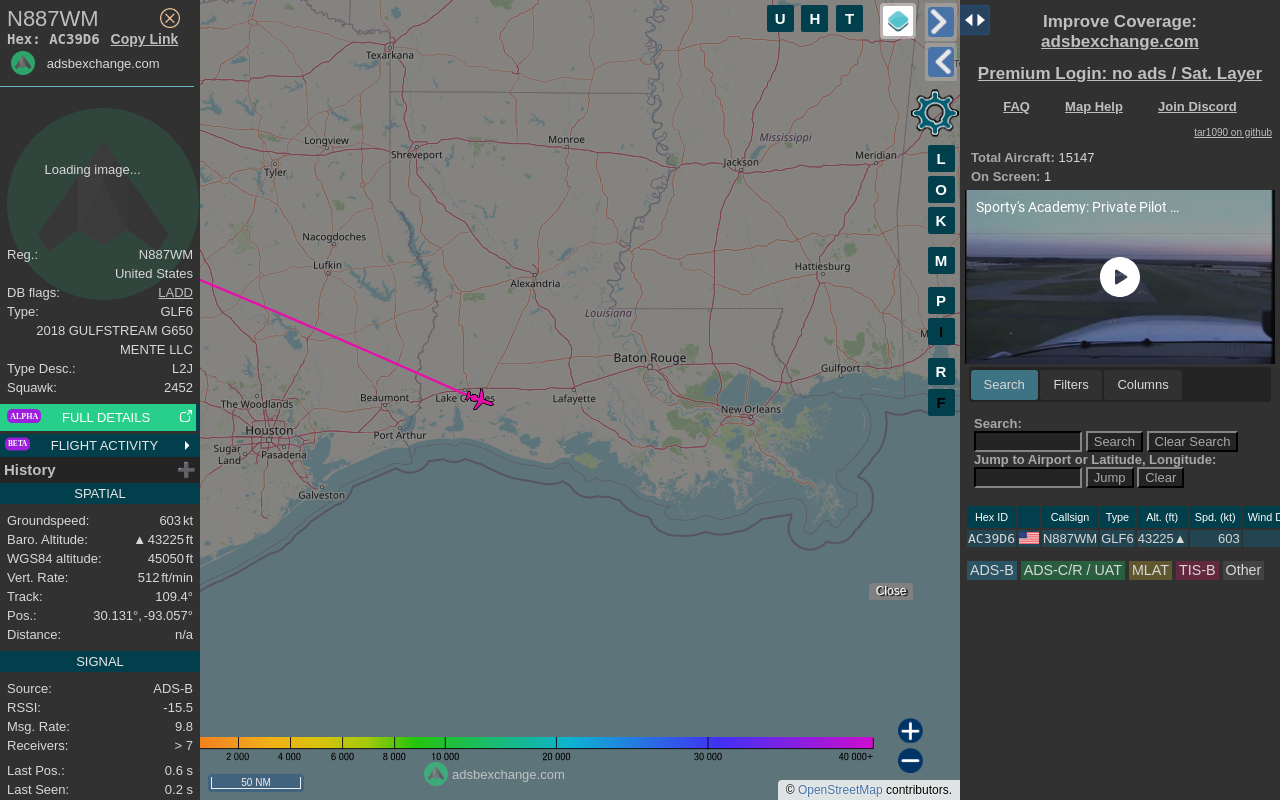 N887WM
Hex: AC39D6 Copy Link
adsbexchange.com
Loading image...
Reg.: N887WM
United States
DB flags: LADD
Type: GLF6
2018 GULFSTREAM G650
MENTE LLC
Type Desc.: L2J
Squawk: 2452
ALPHA FULL DETAILS
BETA FLIGHT ACTIVITY
History
SPATIAL
Groundspeed: 603 kt
Baro. Altitude: ▲ 43225 ft
WGS84 altitude: 45050 ft
Vert. Rate: 512 ft/min
Track: 109.4°
Pos.: 30.131°, -93.057°
Distance: n/a
SIGNAL
Source: ADS-B
RSSI: -15.5
Msg. Rate: 9.8
Receivers: > 7
Last Pos.: 0.6 s
Last Seen: 0.2 s
U H T
Texarkana
Longview
Monroe
Mississippi
Shreveport
Jackson
Meridian
Tyler
Nacogdoches
Lufkin
Hattiesburg
Alexandria
Louisiana
Baton Rouge
Gulfport
Beaumont
Lafayette
The Woodlands
New Orleans
Houston
Port Arthur
Sugar Land
Pasadena
Galveston
L
O
K
M
P
I
R
F
Close
2 000 4 000 6 000 8 000 10 000 20 000 30 000 40 000+
adsbexchange.com
50 NM
© OpenStreetMap contributors.
Improve Coverage:
adsbexchange.com
Premium Login: no ads / Sat. Layer
FAQ Map Help Join Discord
tar1090 on github
Total Aircraft: 15147
On Screen: 1
Sporty's Academy: Private Pilot ...
Search Filters Columns
Search:
Search Clear Search
Jump to Airport or Latitude, Longitude:
Jump Clear
Hex ID Callsign Type Alt. (ft) Spd. (kt) Wind D
AC39D6 N887WM GLF6 43225▲ 603
ADS-B ADS-C/R / UAT MLAT TIS-B Other